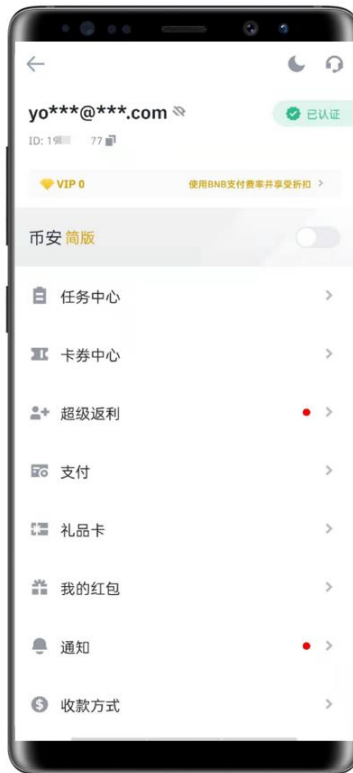 yo***@***.com
已认证
ID: 19 77
VIP 0 使用BNB支付费率并享受折扣
币安 简版
任务中心
卡券中心
超级返利
支付
礼品卡
我的红包
通知
收款方式